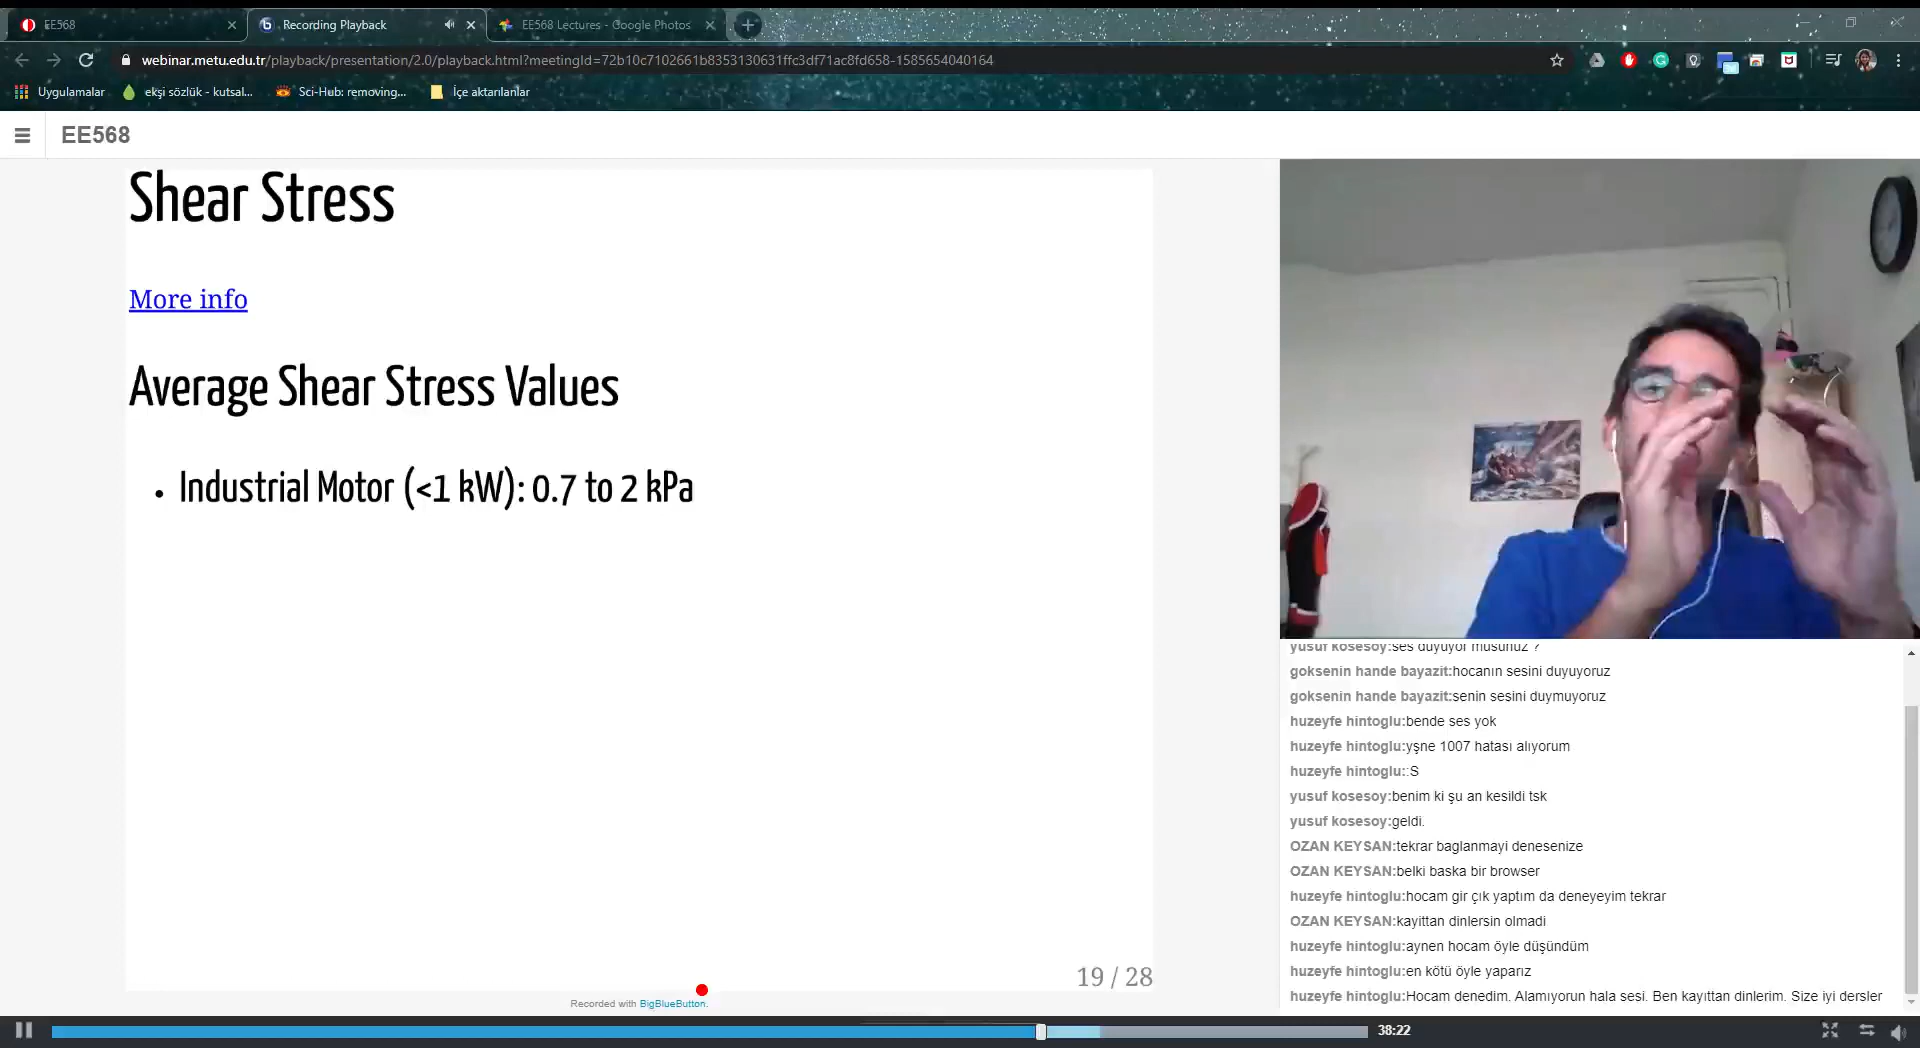 EE568
Recording Playback
EE568 Lectures - Google Photos
webinar.metu.edu.tr/playback/presentation/2.0/playback.html?meetingId=72b10c7102661b8353130631ffc3df71ac8fd658-1585654040164
Uygulamalar
ekşi sözlük - kutsal...
Sci-Hub: removing...
İçe aktarılanlar
EE568
Shear Stress
More info
Average Shear Stress Values
• Industrial Motor (<1 kW): 0.7 to 2 kPa
19 / 28
Recorded with BigBlueButton.
yusuf kosesoy:ses duyuyor musunuz ?
goksenin hande bayazit:hocanın sesini duyuyoruz
goksenin hande bayazit:senin sesini duymuyoruz
huzeyfe hintoglu:bende ses yok
huzeyfe hintoglu:yşne 1007 hatası alıyorum
huzeyfe hintoglu::S
yusuf kosesoy:benim ki şu an kesildi tsk
yusuf kosesoy:geldi.
OZAN KEYSAN:tekrar baglanmayi denesenize
OZAN KEYSAN:belki baska bir browser
huzeyfe hintoglu:hocam gir çık yaptım da deneyeyim tekrar
OZAN KEYSAN:kayittan dinlersin olmadi
huzeyfe hintoglu:aynen hocam öyle düşündüm
huzeyfe hintoglu:en kötü öyle yaparız
huzeyfe hintoglu:Hocam denedim. Alamıyorun hala sesi. Ben kayıttan dinlerim. Size iyi dersler
38:22